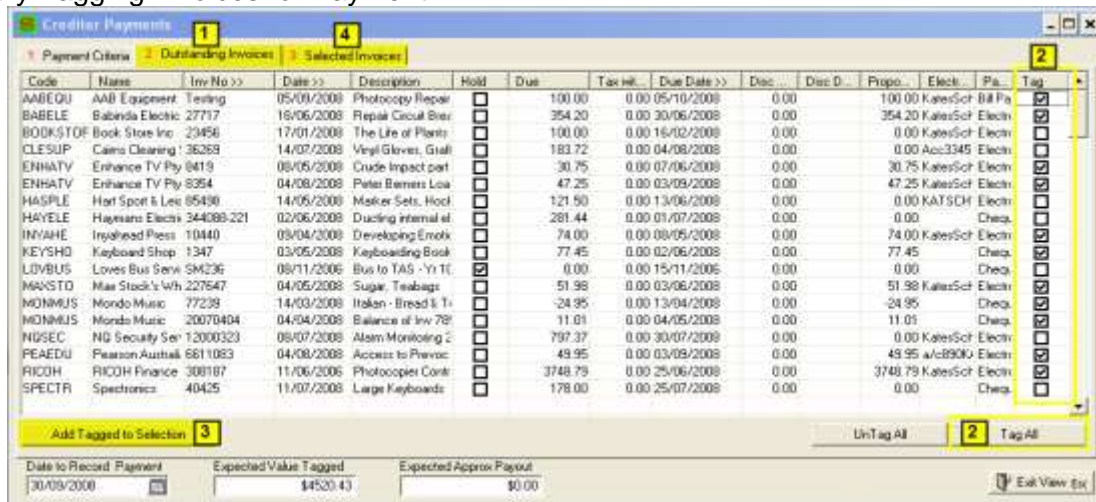 Creditor Payments
1 4
1 Payment Criteria 2 Outstanding Invoices 3 Selected Invoices 2
Code Name Inv No >> Date >> Description Hold Due Tax wit... Due Date >> Disc ... Disc D... Propo... Electr... Pa... Tag
AABEQU AAB Equipment Testing 05/09/2008 Photocopy Repair 100.00 0.00 05/10/2008 0.00 100.00 KatesSch Bill Pa
BABELE Babinda Electric 27717 16/06/2008 Repair Circuit Brea 354.20 0.00 30/06/2008 0.00 354.20 KatesSch Electro
BOOKSTOF Book Store Inc 23456 17/01/2008 The Life of Plants 100.00 0.00 16/02/2008 0.00 0.00 KatesSch Electro
CLESUP Cairns Cleaning 36269 14/07/2008 Vinyl Gloves, 183.72 0.00 04/08/2008 0.00 0.00 Acc3345 Electro
ENHATV Enhance TV Pty 8419 08/05/2008 Crude Impact part 30.75 0.00 07/06/2008 0.00 30.75 KatesSch Electro
ENHATV Enhance TV Pty 8354 04/08/2008 Peter Berners Loa 47.25 0.00 03/09/2008 0.00 47.25 KatesSch Electro
HASPLE Hart Sport & Leis 85498 14/05/2008 Marker Sets, Hock 121.50 0.00 13/06/2008 0.00 0.00 KATSCH Electro
HAYELE Haymans Electric 344088-221 02/06/2008 Ducting internal el 281.44 0.00 01/07/2008 0.00 0.00 Chequ
INYAHE Inyahead Press 10440 09/04/2008 Developing Emotic 74.00 0.00 08/05/2008 0.00 74.00 KatesSch Electro
KEYSHO Keyboard Shop 1347 03/05/2008 Keyboarding Book 77.45 0.00 02/06/2008 0.00 77.45 Chequ
LOVBUS Loves Bus Servi SM236 08/11/2006 Bus to TAS - Yr 10 0.00 0.00 15/11/2006 0.00 0.00 Chequ
MAXSTO Max Stock's Wh 227647 04/05/2008 Sugar, Teabags 51.98 0.00 03/06/2008 0.00 51.98 KatesSch Electro
MONMUS Mondo Music 77239 14/03/2008 Italian - Bread & T -24.95 0.00 13/04/2008 0.00 -24.95 Chequ
MONMUS Mondo Music 20070404 04/04/2008 Balance of Inv 789 11.01 0.00 04/05/2008 0.00 11.01 Chequ
NQSEC NQ Security Ser 12000323 09/07/2008 Alarm Monitoring 2 797.37 0.00 30/07/2008 0.00 0.00 KatesSch Electro
PEAEDU Pearson Australi 6611083 04/08/2008 Access to Prevoc 49.95 0.00 03/09/2008 0.00 49.95 Electro
RICOH RICOH Finance 308187 11/06/2006 Photocopier Contr 3748.79 0.00 25/06/2008 0.00 3748.79 KatesSch Electro
SPECTR Spectronics 40425 11/07/2008 Large Keyboards 178.00 0.00 25/07/2008 0.00 0.00 Chequ
Add Tagged to Selection 3 UnTag All 2 Tag All
Date to Record Payment Expected Value Tagged Expected Approx Payout
30/09/2008 $4520.43 $0.00 Exit View Esc